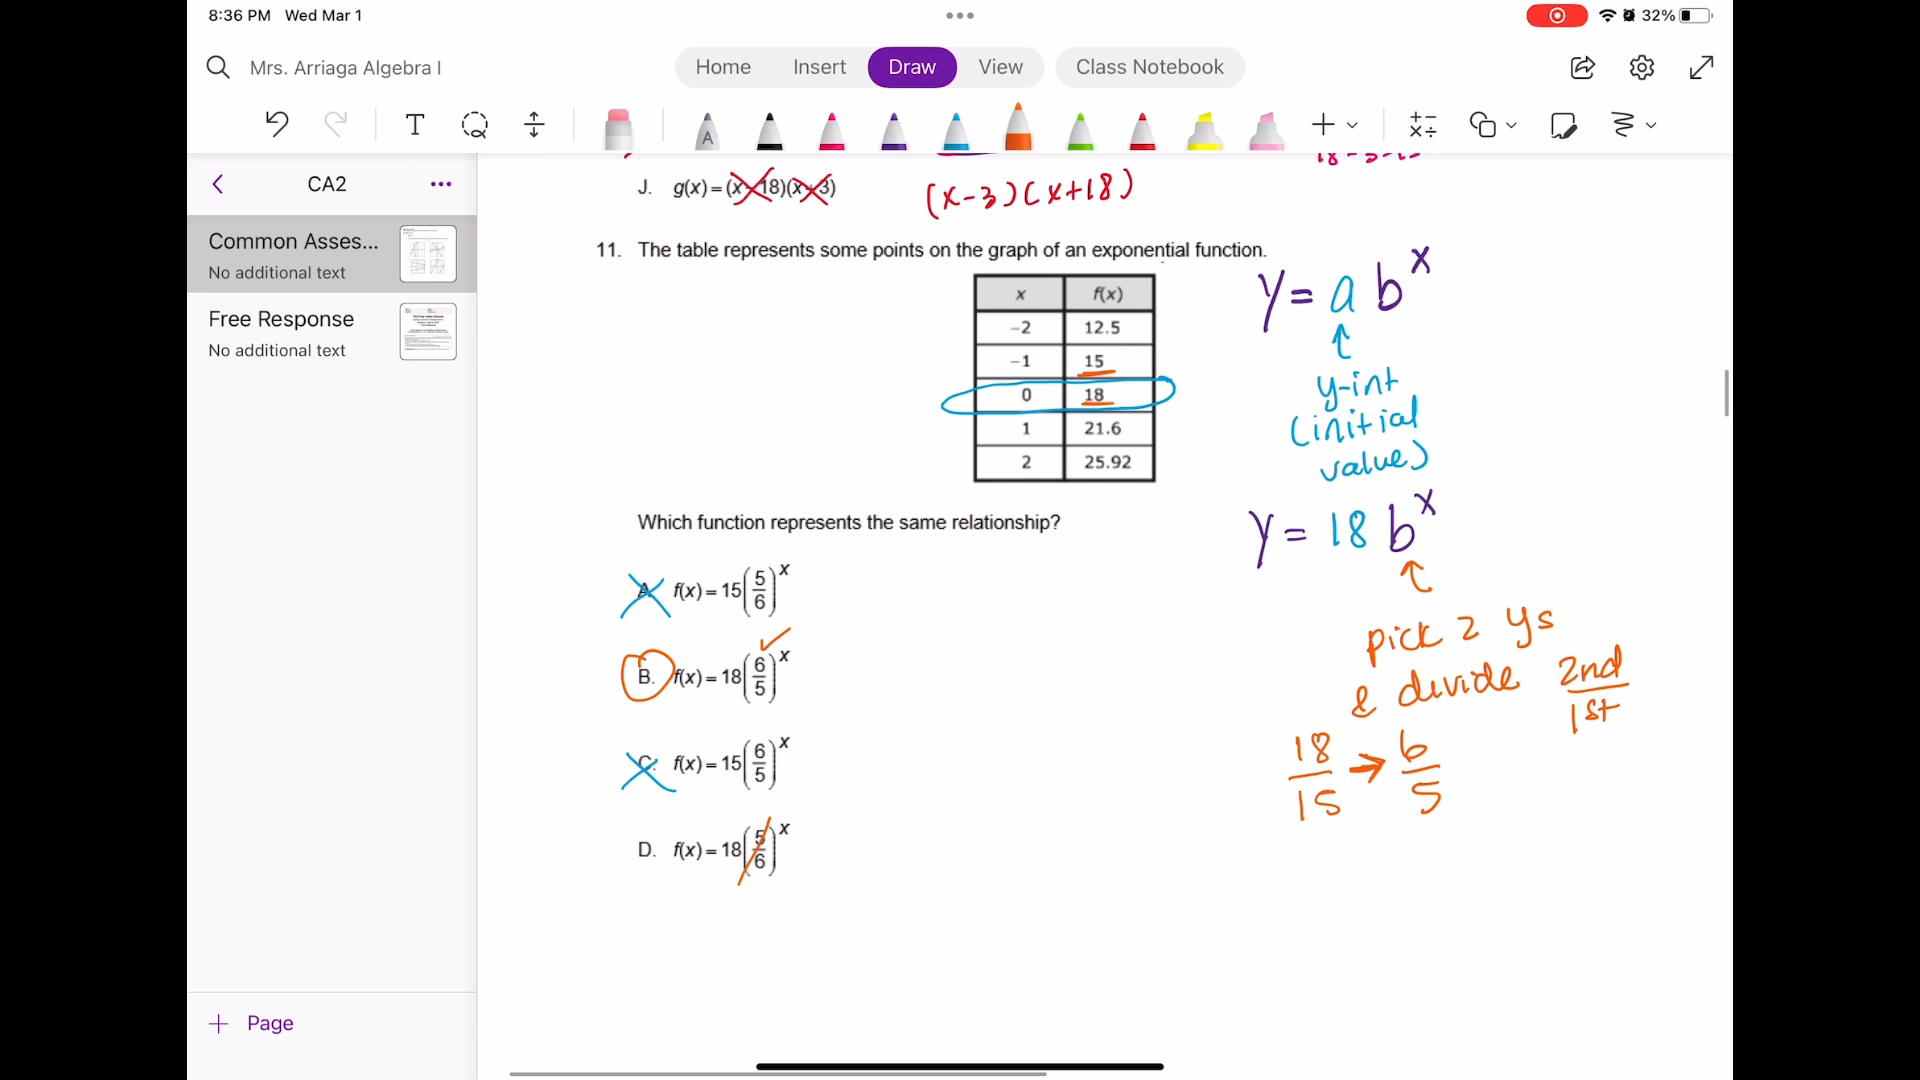 8:36 PM Wed Mar 1
32%
Mrs. Arriaga Algebra I
Home Insert Draw View Class Notebook
CA2
Common Asses...
No additional text
Free Response
No additional text
+ Page
J. g(x) = (x – 18)(x + 3) (x-3)(x+18)
11. The table represents some points on the graph of an exponential function.
x f(x)
−2 12.5
−1 15
0 18
1 21.6
2 25.92
Which function represents the same relationship?
A. f(x) = 15(5/6)^x
B. f(x) = 18(6/5)^x
C. f(x) = 15(6/5)^x
D. f(x) = 18(5/6)^x
y = a b^x
y-int
(initial
value)
y = 18 b^x
pick 2 ys
& divide 2nd/1st
18/15 → 6/5